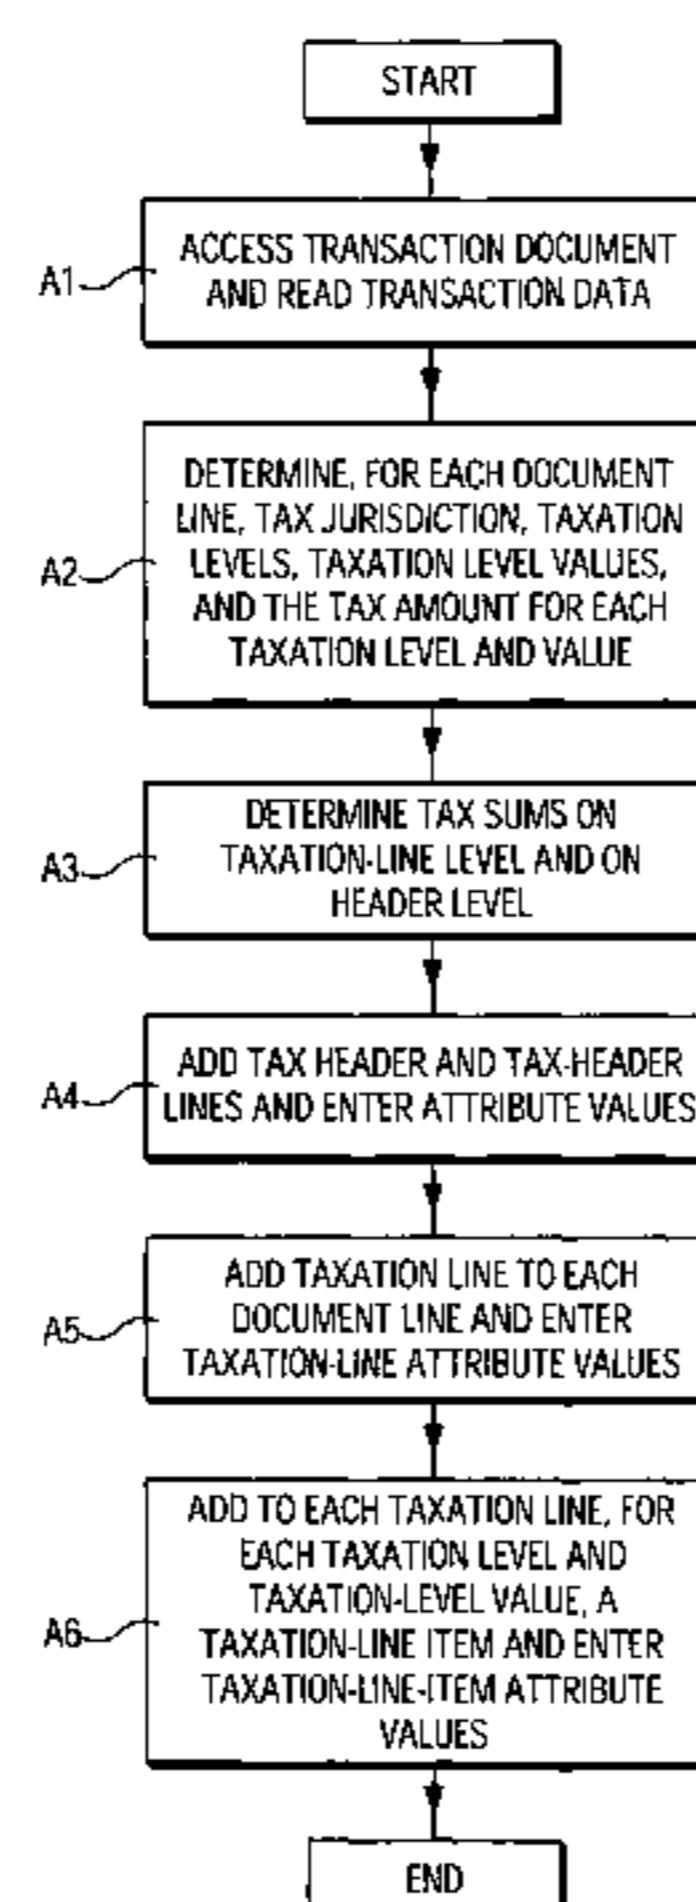 START
A1
ACCESS TRANSACTION DOCUMENT
AND READ TRANSACTION DATA
A2
DETERMINE, FOR EACH DOCUMENT
LINE, TAX JURISDICTION, TAXATION
LEVELS, TAXATION LEVEL VALUES,
AND THE TAX AMOUNT FOR EACH
TAXATION LEVEL AND VALUE
A3
DETERMINE TAX SUMS ON
TAXATION-LINE LEVEL AND ON
HEADER LEVEL
A4
ADD TAX HEADER AND TAX-HEADER
LINES AND ENTER ATTRIBUTE VALUES
A5
ADD TAXATION LINE TO EACH
DOCUMENT LINE AND ENTER
TAXATION-LINE ATTRIBUTE VALUES
A6
ADD TO EACH TAXATION LINE, FOR
EACH TAXATION LEVEL AND
TAXATION-LEVEL VALUE, A
TAXATION-LINE ITEM AND ENTER
TAXATION-LINE-ITEM ATTRIBUTE
VALUES
END